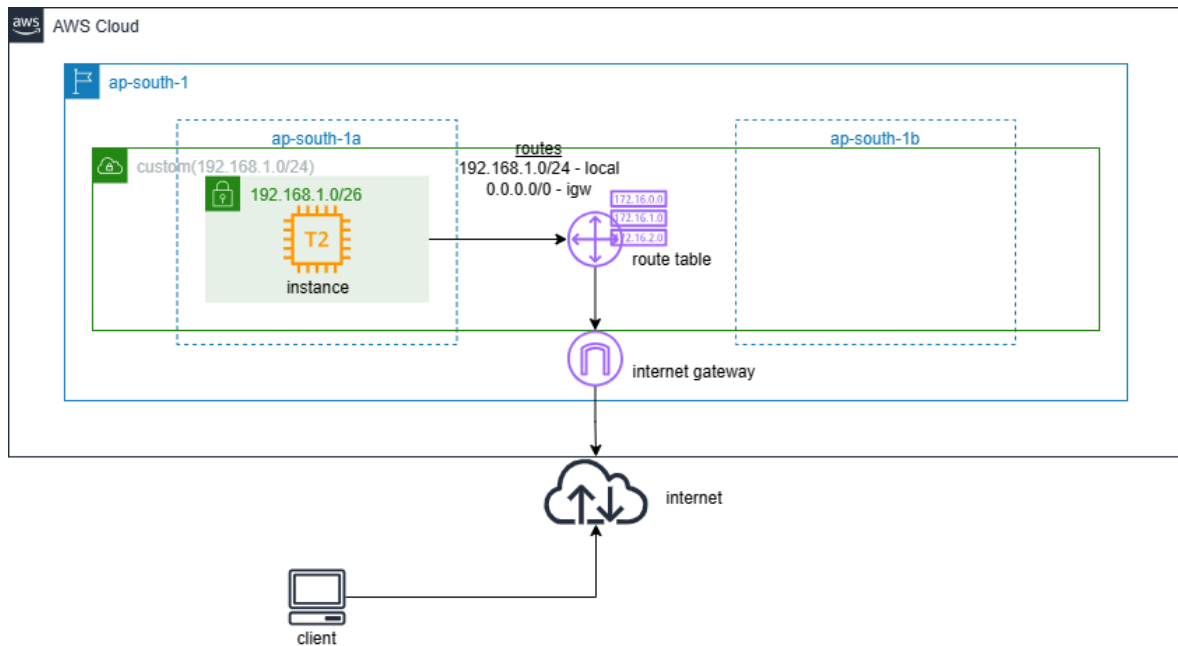 aws
AWS Cloud
ap-south-1
ap-south-1a
ap-south-1b
custom(192.168.1.0/24)
routes
192.168.1.0/24 - local
0.0.0.0/0 - igw
192.168.1.0/26
T2
instance
172.16.0.0
172.16.1.0
172.16.2.0
route table
internet gateway
internet
client